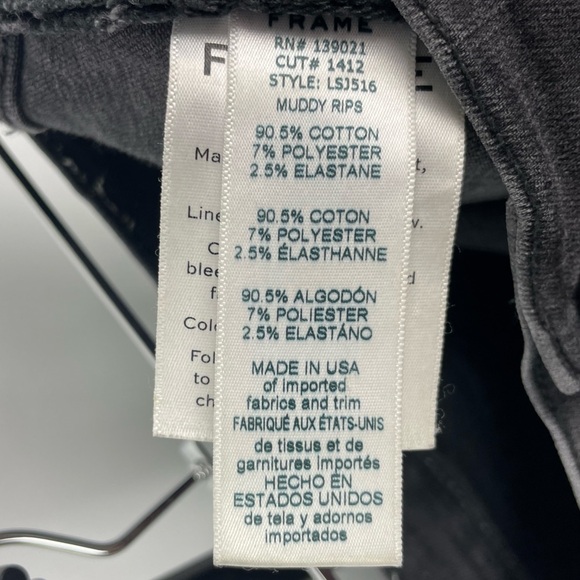 FRAME
RN# 139021
CUT# 1412
STYLE: LSJ516
MUDDY RIPS
90.5% COTTON
7% POLYESTER
2.5% ELASTANE
90.5% COTON
7% POLYESTER
2.5% ÉLASTHANNE
90.5% ALGODÓN
7% POLIESTER
2.5% ELASTÁNO
MADE IN USA
of imported
fabrics and trim
FABRIQUÉ AUX ÉTATS-UNIS
de tissus et de
garnitures importés
HECHO EN
ESTADOS UNIDOS
de tela y adornos
importados
to